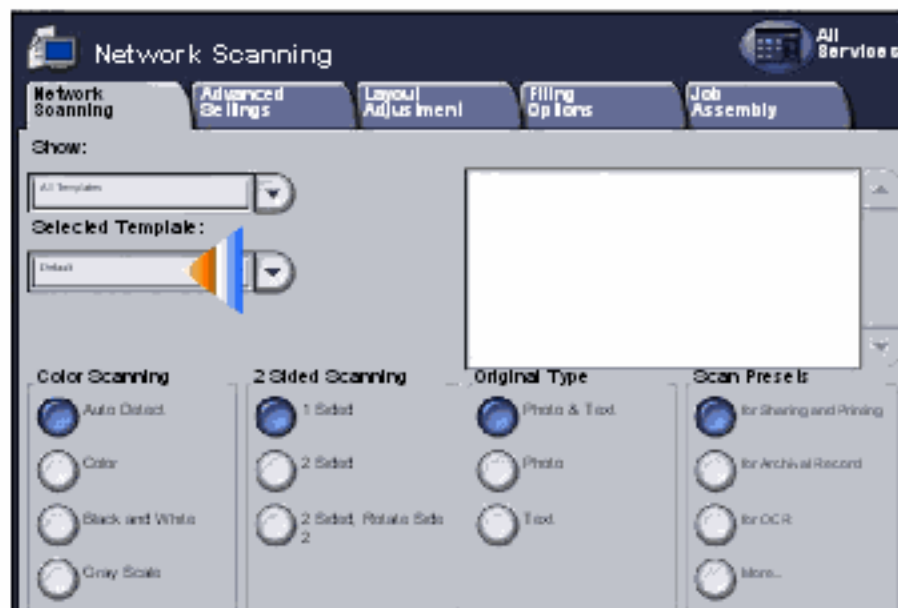 Network Scanning
All
Services
Network
Scanning
Advanced
Settings
Layout
Adjustment
Filing
Options
Job
Assembly
Show:
All Templates
Selected Template:
Default
Color Scanning
2 Sided Scanning
Original Type
Scan Presets
Auto Detect
1 Sided
Photo & Text
for Sharing and Printing
Color
2 Sided
Photo
for Archival Record
Black and White
2 Sided, Rotate Side
2
Text
for OCR
Gray Scale
More...